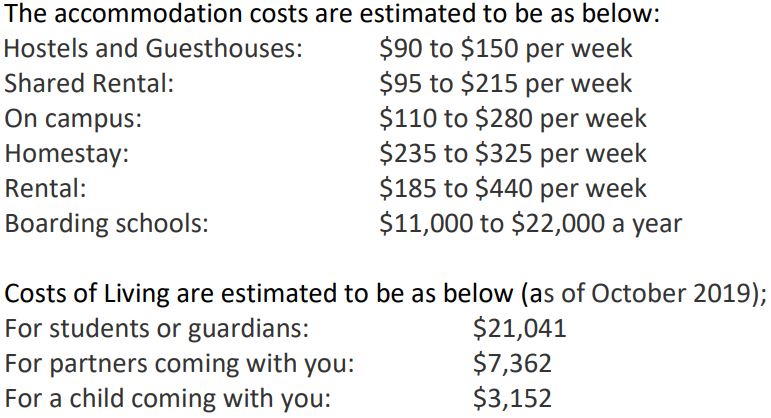 The accommodation costs are estimated to be as below:
Hostels and Guesthouses: $90 to $150 per week
Shared Rental: $95 to $215 per week
On campus: $110 to $280 per week
Homestay: $235 to $325 per week
Rental: $185 to $440 per week
Boarding schools: $11,000 to $22,000 a year
Costs of Living are estimated to be as below (as of October 2019);
For students or guardians: $21,041
For partners coming with you: $7,362
For a child coming with you: $3,152